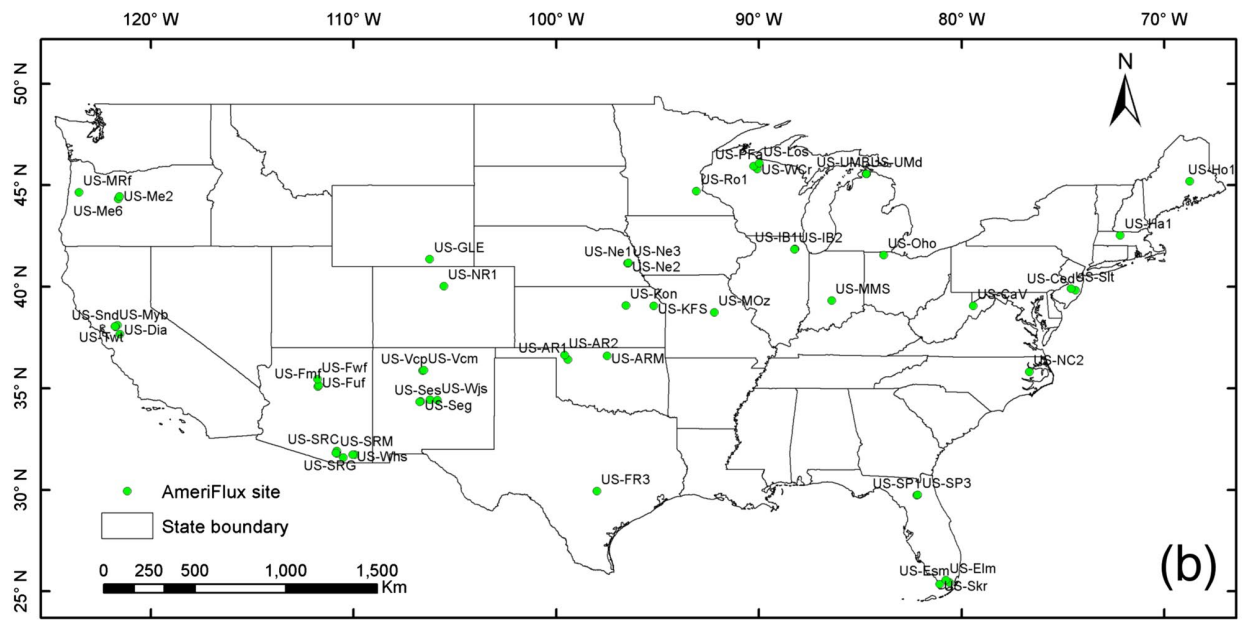 120° W 110° W 100° W 90° W 80° W 70° W
N
50° N
45° N
40° N
35° N
30° N
25° N
US-MRf
US-Me2
US-Me6
US-PFa US-Los
US-WCr
US-UMB US-UMd
US-Ro1
US-Ho1
US-Ha1
US-GLE
US-NR1
US-Ne1 US-Ne3
US-Ne2
US-IB1 US-IB2
US-Oho
US-Ced US-Slt
US-Kon
US-KFS
US-MOz
US-MMS
US-CaV
US-Snd US-Myb
US-Dia
US-Twt
US-AR1 US-AR2
US-ARM
US-NC2
US-Vcp US-Vcm
US-Fmf US-Fwf
US-Fuf
US-Ses US-Wjs
US-Seg
US-SRC US-SRM
US-Whs
US-SRG
US-FR3
US-SP1 US-SP3
US-Esm US-Elm
US-Skr
AmeriFlux site
State boundary
0 250 500 1,000 1,500
Km
(b)